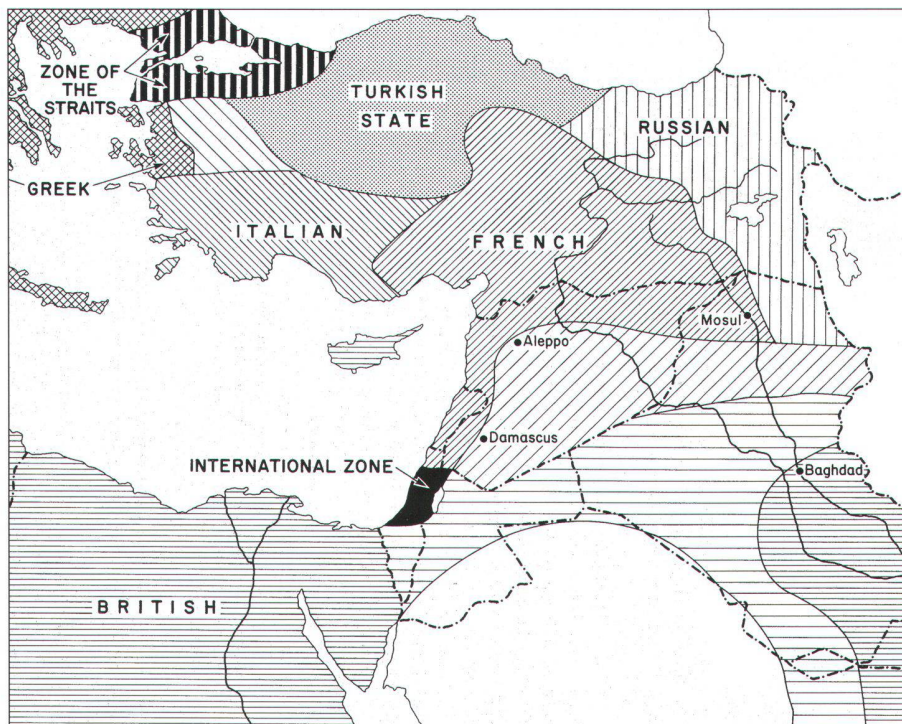 ZONE OF
THE
STRAITS
TURKISH
STATE
RUSSIAN
GREEK
ITALIAN
FRENCH
Mosul
Aleppo
Damascus
INTERNATIONAL ZONE
Baghdad
BRITISH